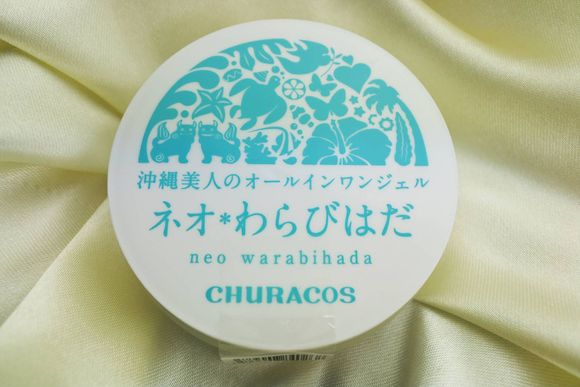 沖縄美人のオールインワンジェル
ネオ*わらびはだ
neo warabihada
CHURACOS